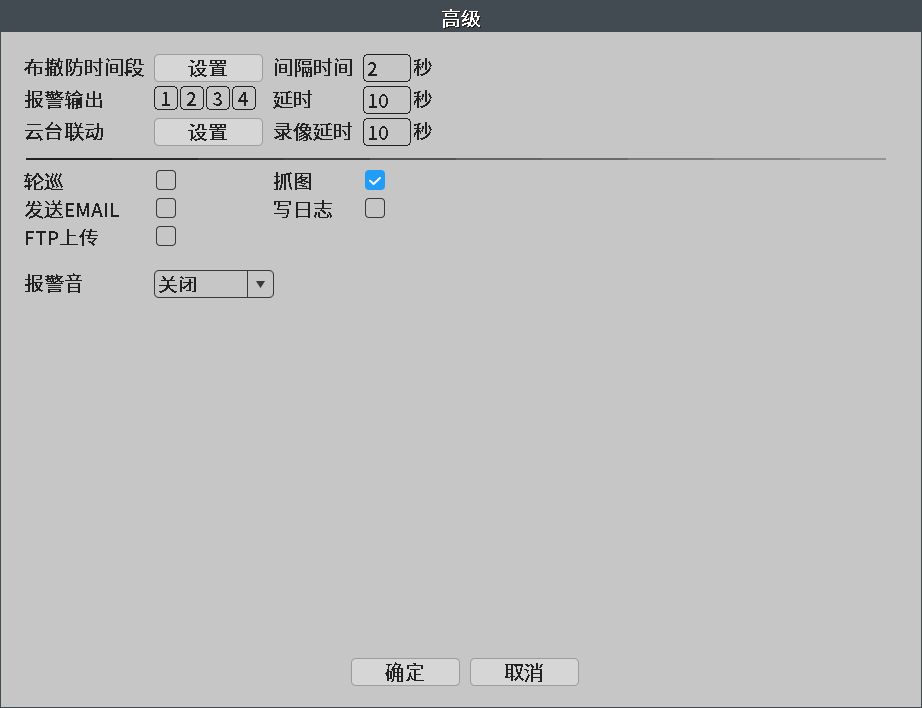 高级
布撤防时间段 设置 间隔时间 2 秒
报警输出 1 2 3 4 延时 10 秒
云台联动 设置 录像延时 10 秒
轮巡 抓图
发送EMAIL 写日志
FTP上传
报警音 关闭
确定 取消